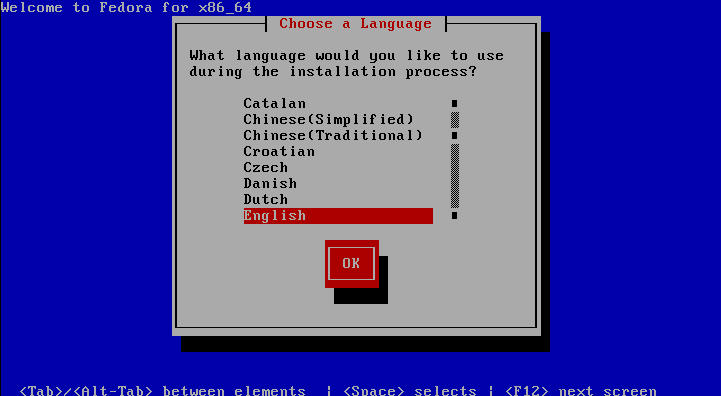 Welcome to Fedora for x86_64
Choose a Language
What language would you like to use
during the installation process?
Catalan
Chinese(Simplified)
Chinese(Traditional)
Croatian
Czech
Danish
Dutch
English
OK
<Tab>/<Alt-Tab> between elements | <Space> selects | <F12> next screen